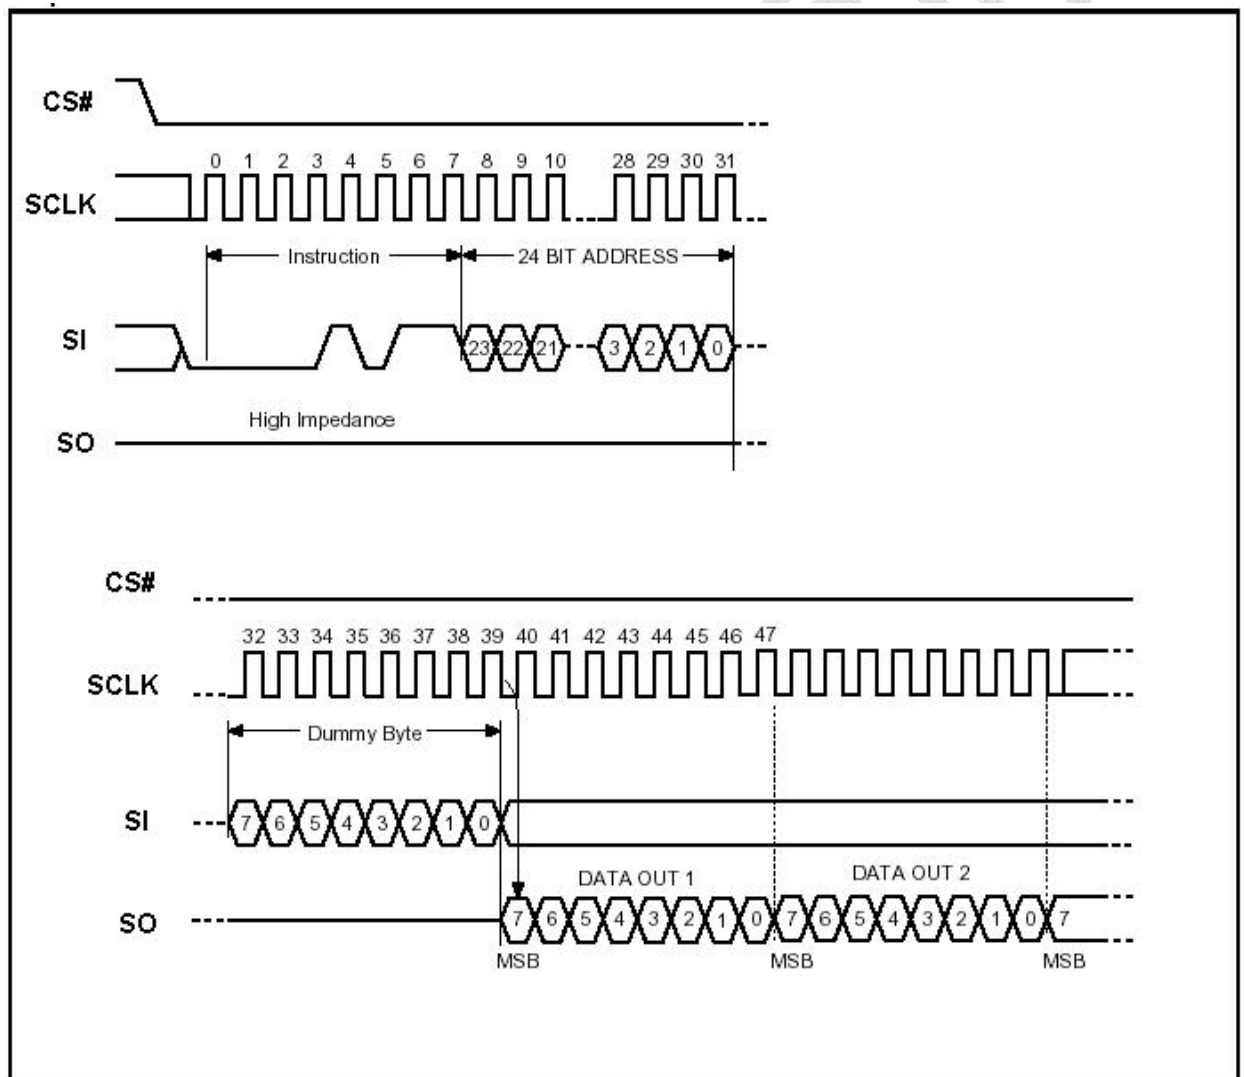 CS#
0 1 2 3 4 5 6 7 8 9 10 28 29 30 31
SCLK
Instruction 24 BIT ADDRESS
SI
23 22 21 3 2 1 0
High Impedance
SO
CS#
32 33 34 35 36 37 38 39 40 41 42 43 44 45 46 47
SCLK
Dummy Byte
SI
7 6 5 4 3 2 1 0
DATA OUT 1 DATA OUT 2
SO
7 6 5 4 3 2 1 0 7 6 5 4 3 2 1 0 7
MSB MSB MSB